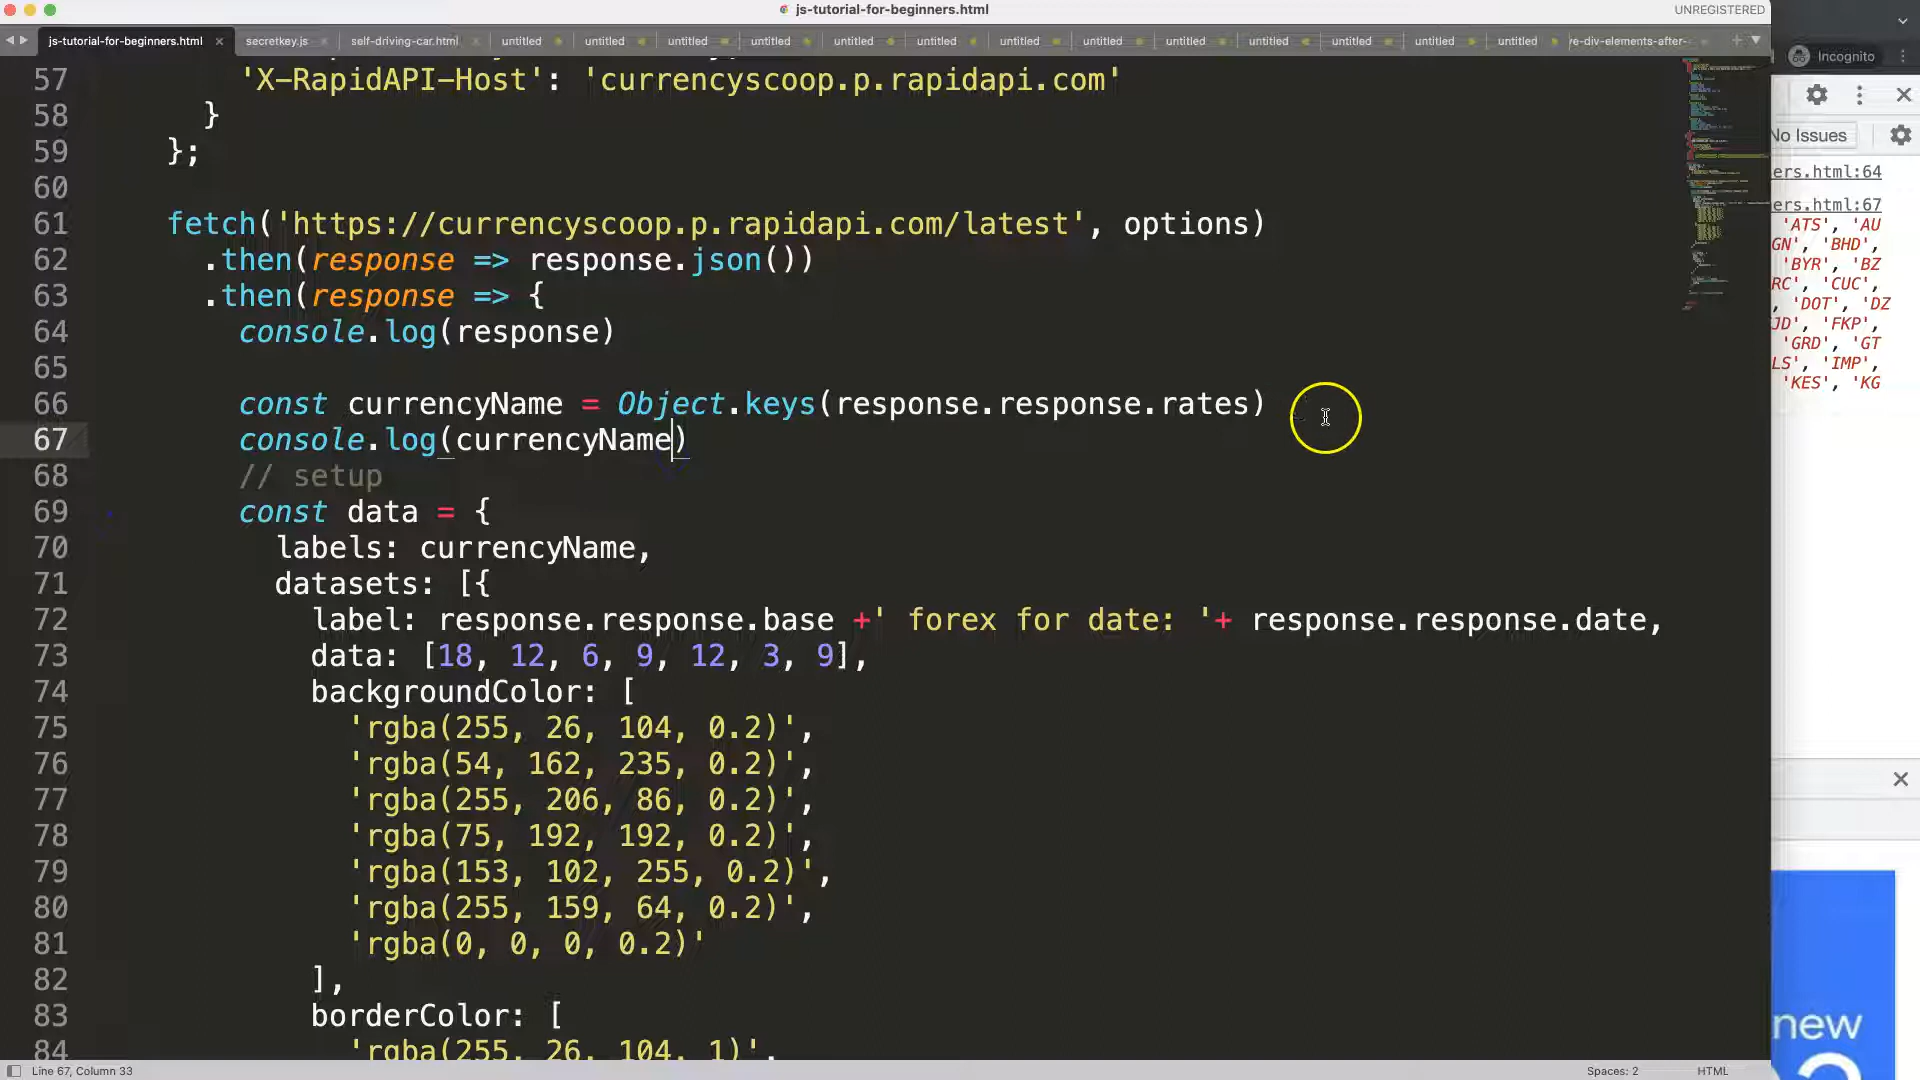 js-tutorial-for-beginners.html
UNREGISTERED
js-tutorial-for-beginners.html
secretkey.js
self-driving-car.html
untitled
untitled
untitled
untitled
untitled
untitled
untitled
untitled
untitled
untitled
untitled
untitled
untitled
ve-div-elements-after-
Incognito
57 'X-RapidAPI-Host': 'currencyscoop.p.rapidapi.com'
58 }
59 };
60
61 fetch('https://currencyscoop.p.rapidapi.com/latest', options)
62 .then(response => response.json())
63 .then(response => {
64 console.log(response)
65
66 const currencyName = Object.keys(response.response.rates)
67 console.log(currencyName)
68 // setup
69 const data = {
70 labels: currencyName,
71 datasets: [{
72 label: response.response.base +' forex for date: '+ response.response.date,
73 data: [18, 12, 6, 9, 12, 3, 9],
74 backgroundColor: [
75 'rgba(255, 26, 104, 0.2)',
76 'rgba(54, 162, 235, 0.2)',
77 'rgba(255, 206, 86, 0.2)',
78 'rgba(75, 192, 192, 0.2)',
79 'rgba(153, 102, 255, 0.2)',
80 'rgba(255, 159, 64, 0.2)',
81 'rgba(0, 0, 0, 0.2)'
82 ],
83 borderColor: [
84 'rgba(255, 26, 104, 1)',
No Issues
ers.html:64
ers.html:67
'ATS', 'AU
GN', 'BHD',
'BYR', 'BZ
RC', 'CUC',
, 'DOT', 'DZ
JD', 'FKP',
'GRD', 'GT
LS', 'IMP',
'KES', 'KG
new
Line 67, Column 33
Spaces: 2
HTML